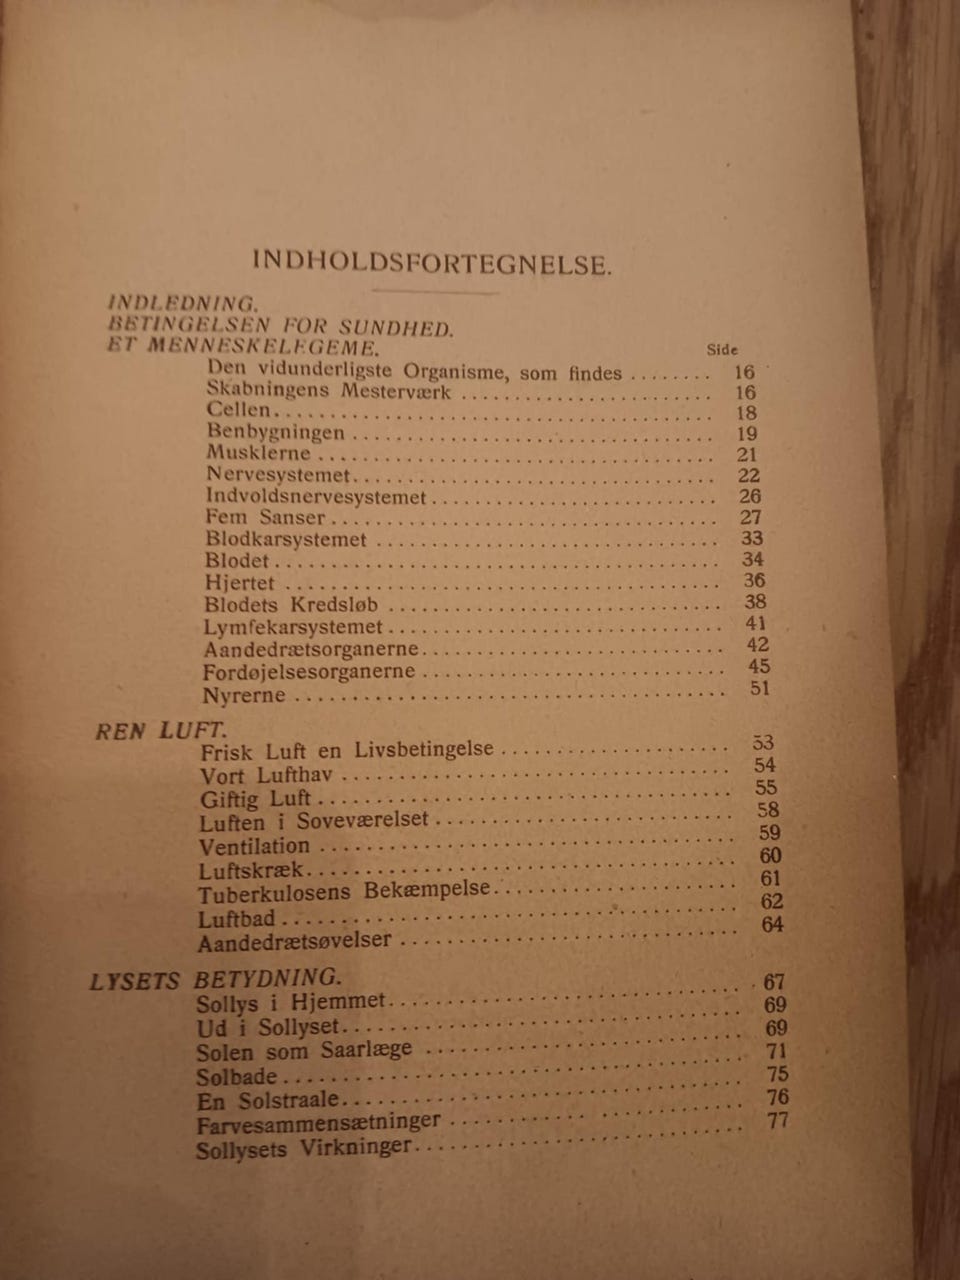 INDHOLDSFORTEGNELSE.
INDLEDNING.
BETINGELSEN FOR SUNDHED.
ET MENNESKELEGEME.
Side
Den vidunderligste Organisme, som findes ........ 16
Skabningens Mesterværk ........................ 16
Cellen........................................ 18
Benbygningen .................................. 19
Musklerne ..................................... 21
Nervesystemet.................................. 22
Indvoldsnervesystemet.......................... 26
Fem Sanser .................................... 27
Blodkarsystemet ............................... 33
Blodet......................................... 34
Hjertet ....................................... 36
Blodets Kredsløb .............................. 38
Lymfekarsystemet............................... 41
Aandedrætsorganerne............................ 42
Fordøjelsesorganerne .......................... 45
Nyrerne ....................................... 51
REN LUFT.
Frisk Luft en Livsbetingelse .................. 53
Vort Lufthav .................................. 54
Giftig Luft.................................... 55
Luften i Soveværelset ......................... 58
Ventilation ................................... 59
Luftskræk...................................... 60
Tuberkulosens Bekæmpelse....................... 61
Luftbad ....................................... 62
Aandedrætsøvelser ............................. 64
LYSETS BETYDNING.
Sollys i Hjemmet............................... 67
Ud i Sollyset.................................. 69
Solen som Saarlæge ............................ 69
Solbade........................................ 71
En Solstraale.................................. 75
Farvesammensætninger .......................... 76
Sollysets Virkninger........................... 77